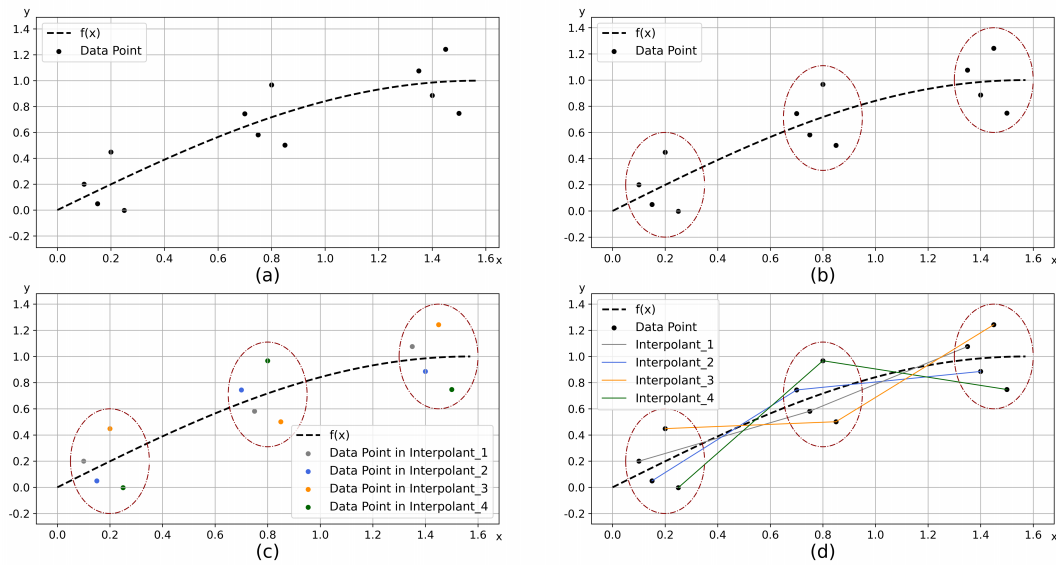 y
1.4
1.2
1.0
0.8
0.6
0.4
0.2
0.0
-0.2
f(x)
Data Point
0.0 0.2 0.4 0.6 0.8 1.0 1.2 1.4 1.6 x
(a)
y
1.4
1.2
1.0
0.8
0.6
0.4
0.2
0.0
-0.2
f(x)
Data Point
0.0 0.2 0.4 0.6 0.8 1.0 1.2 1.4 1.6 x
(b)
y
1.4
1.2
1.0
0.8
0.6
0.4
0.2
0.0
-0.2
f(x)
Data Point in Interpolant_1
Data Point in Interpolant_2
Data Point in Interpolant_3
Data Point in Interpolant_4
0.0 0.2 0.4 0.6 0.8 1.0 1.2 1.4 1.6 x
(c)
y
1.4
1.2
1.0
0.8
0.6
0.4
0.2
0.0
-0.2
f(x)
Data Point
Interpolant_1
Interpolant_2
Interpolant_3
Interpolant_4
0.0 0.2 0.4 0.6 0.8 1.0 1.2 1.4 1.6 x
(d)